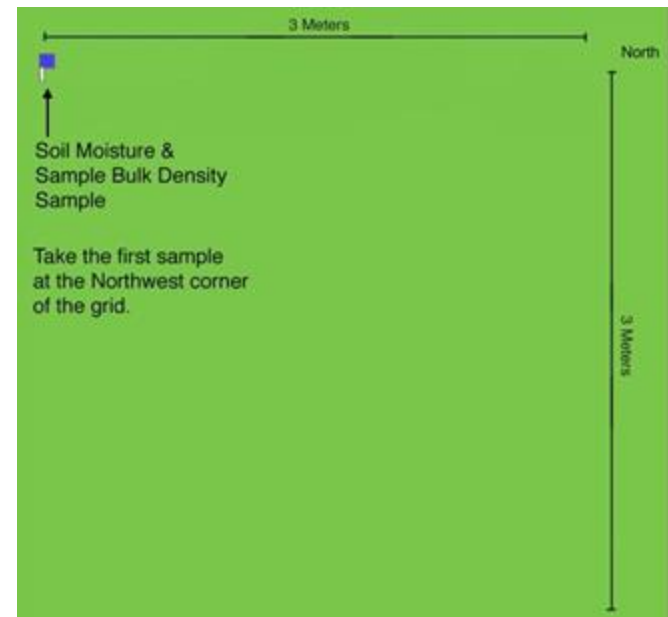 3 Meters
North
Soil Moisture &
Sample Bulk Density
Sample
Take the first sample
at the Northwest corner
of the grid.
3 Meters